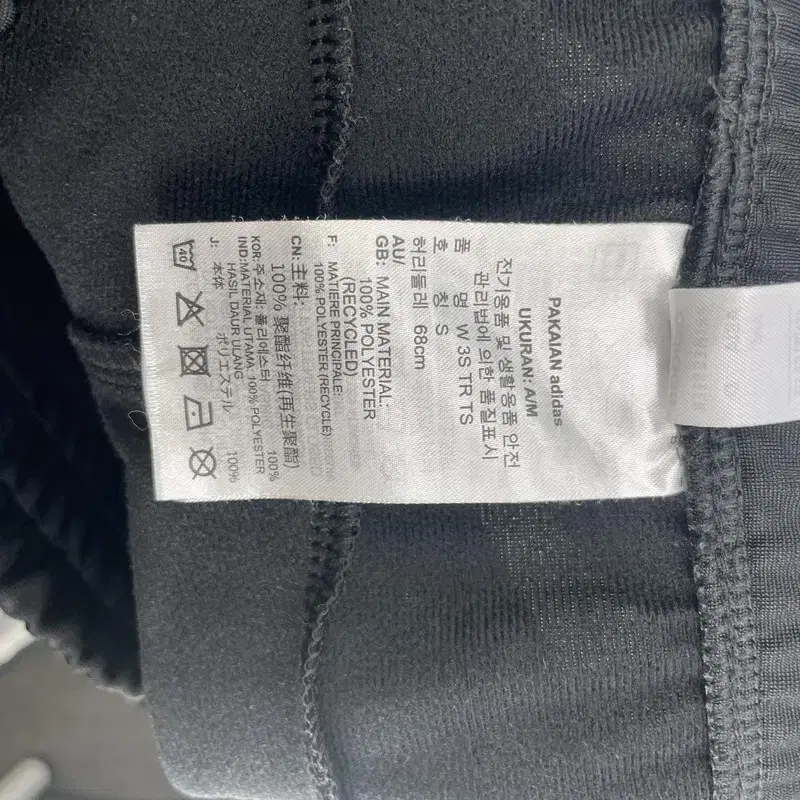 PAKAIAN adidas
UKURAN: A/M
전기용품 및 생활용품 안전
관리법에 의한 품질표시
품 명 W 3S TR TS
호 칭 S
허리둘레 68cm
AU/
GB: MAIN MATERIAL:
100% POLYESTER
(RECYCLED)
F: MATIERE PRINCIPALE:
100% POLYESTER (RECYCLE)
CN: 主料:
100% 聚酯纤维(再生聚酯)
KOR: 주소재: 폴리에스터 100%
IND: MATERIAL UTAMA: 100% POLYESTER
HASIL DAUR ULANG
J: 本体
ポリエステル 100%
40